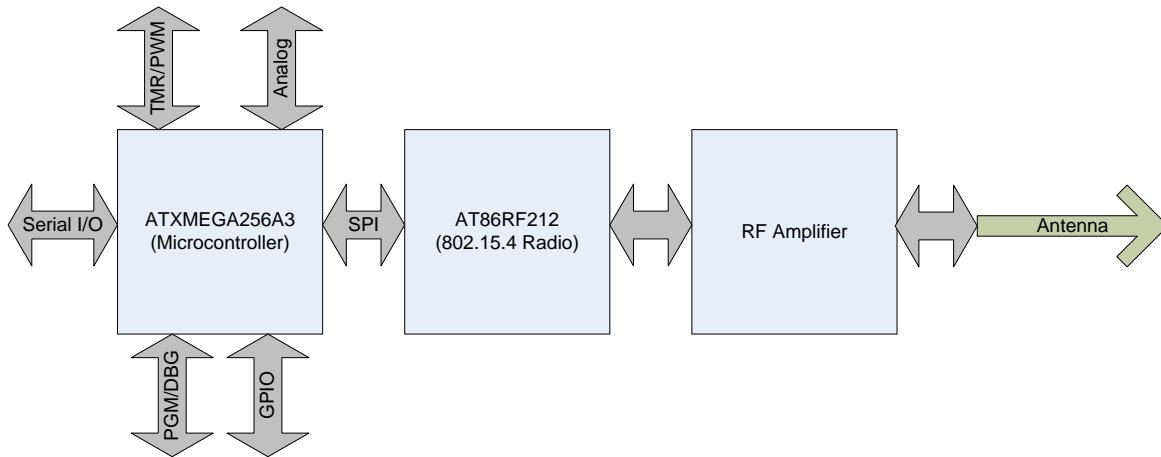 TMR/PWM
Analog
Serial I/O
ATXMEGA256A3
(Microcontroller)
SPI
AT86RF212
(802.15.4 Radio)
RF Amplifier
Antenna
PGM/DBG
GPIO